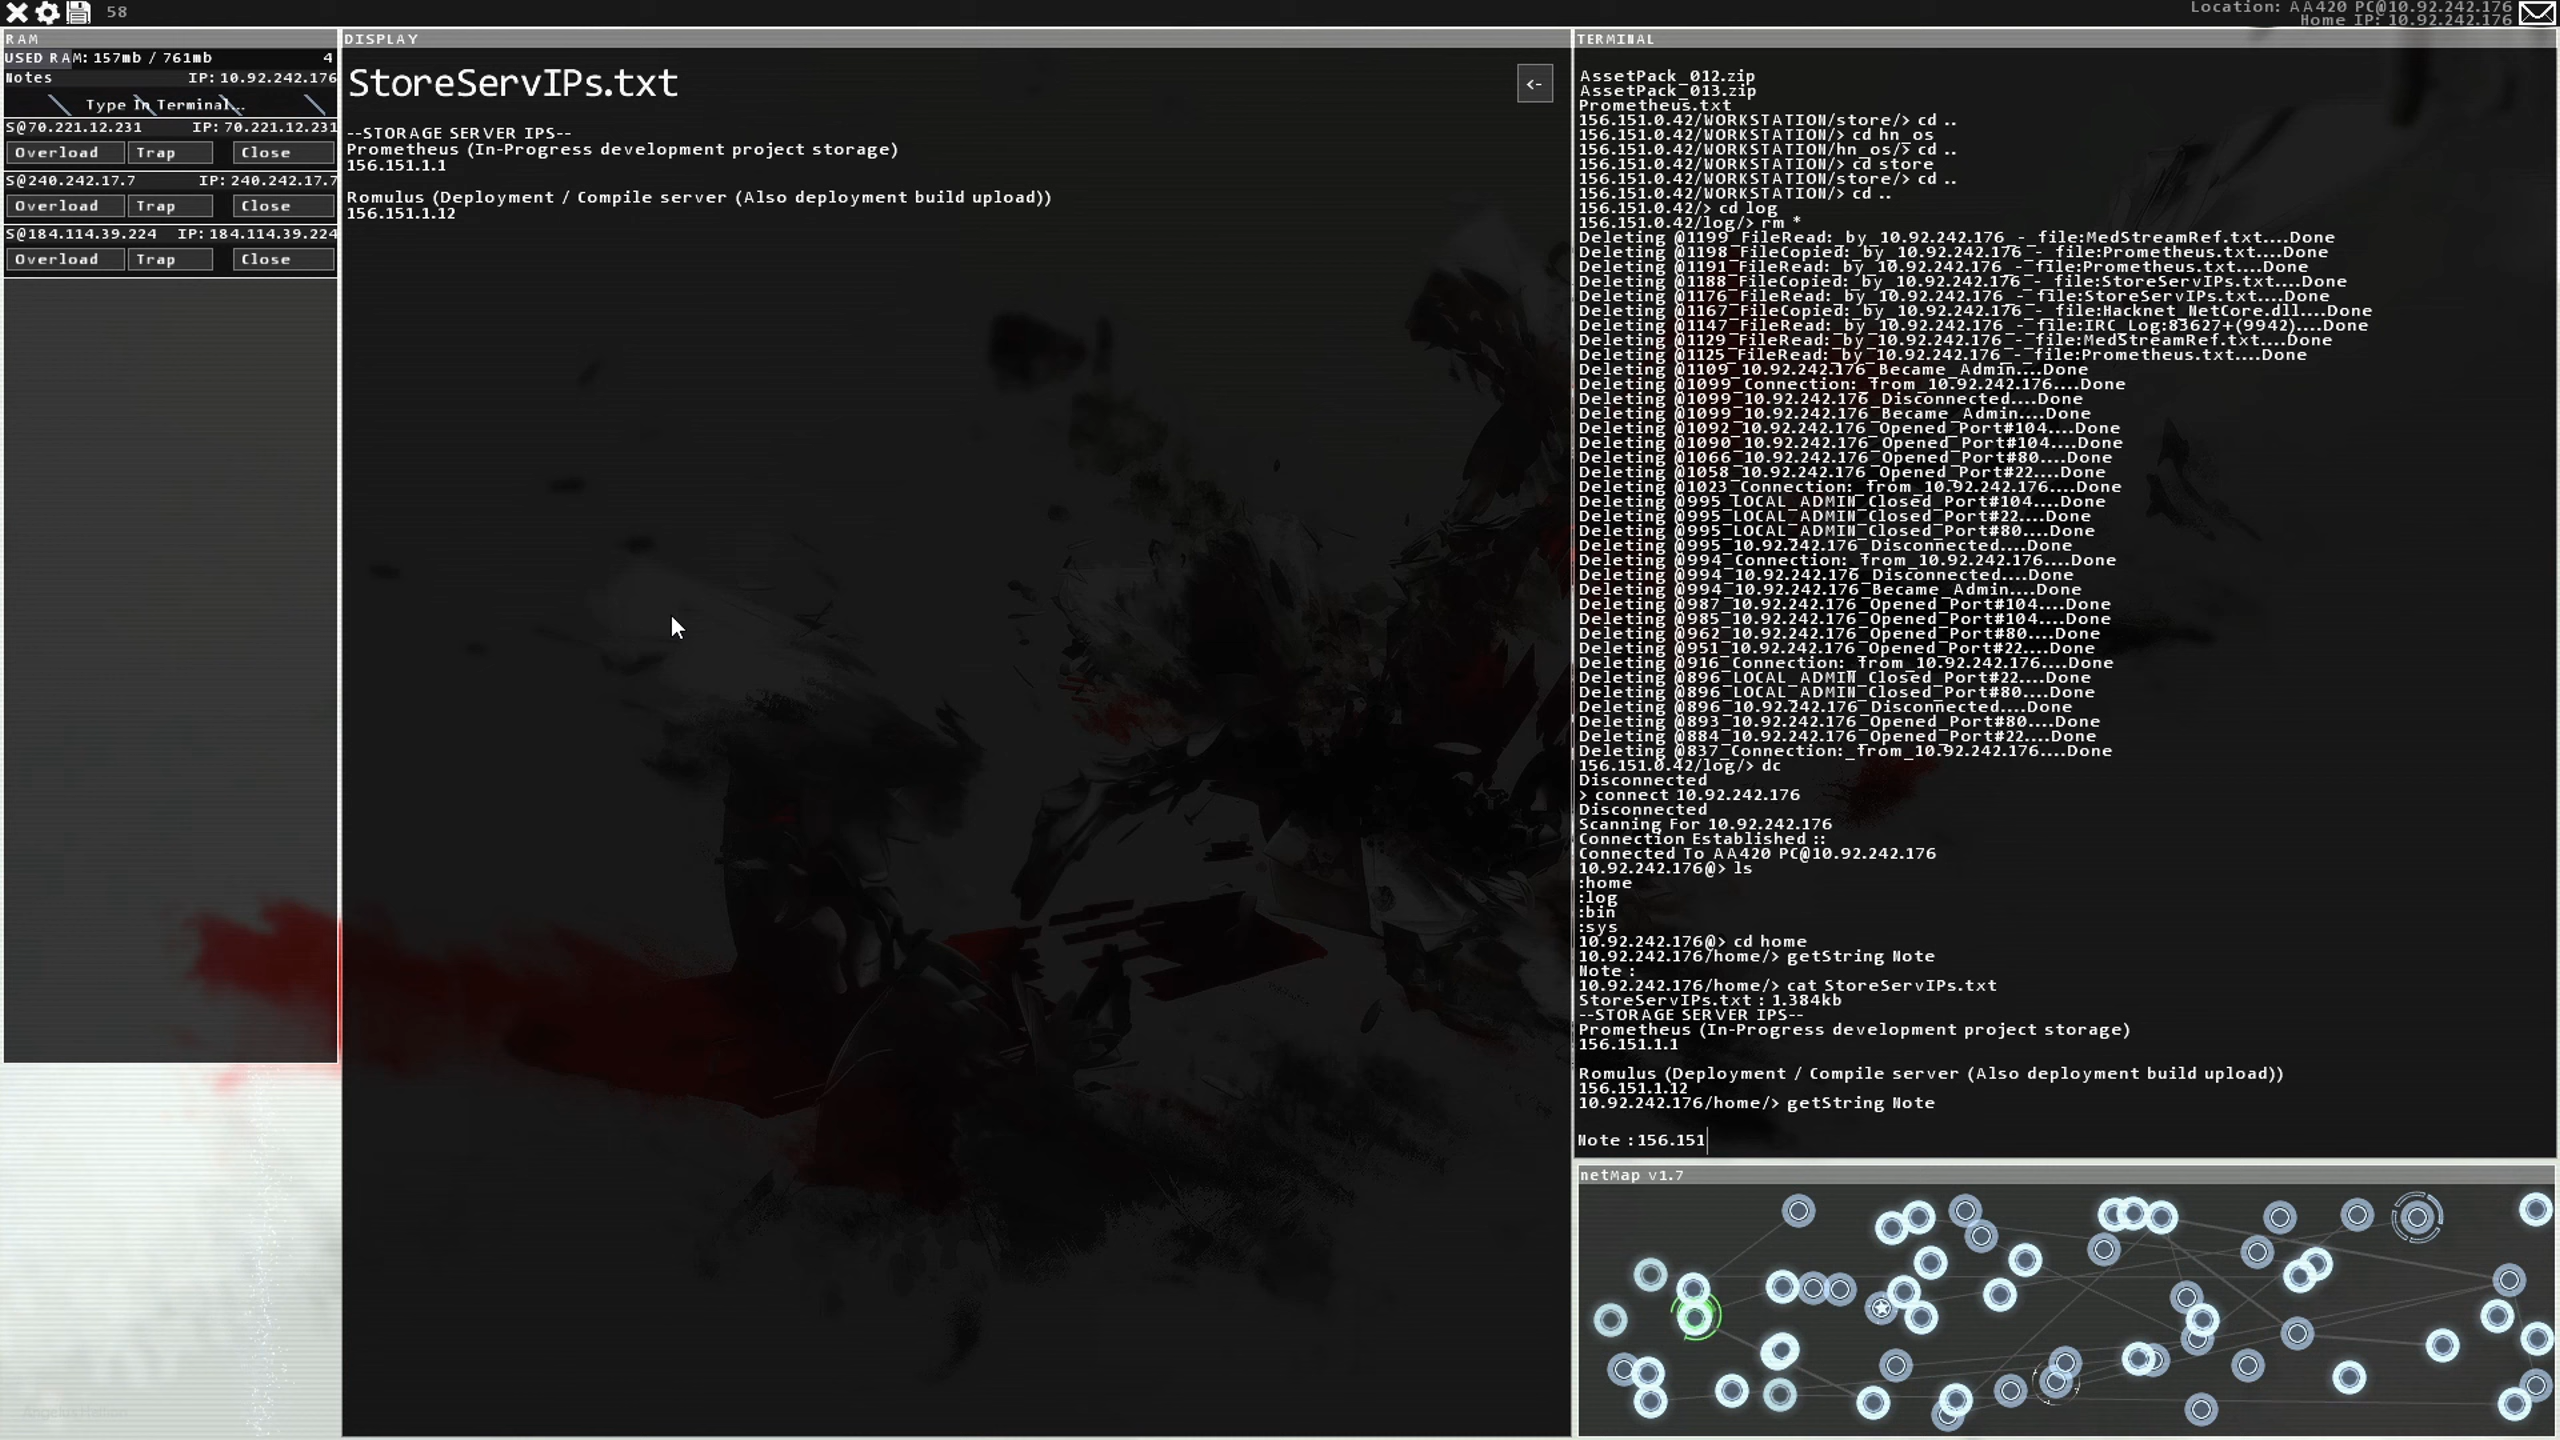 58
Location: AA420 PC@10.92.242.176
Home IP: 10.92.242.176
RAM
USED RAM: 157mb / 761mb 4
Notes IP: 10.92.242.176
Type In Terminal...
S@70.221.12.231 IP: 70.221.12.231
Overload Trap Close
S@240.242.17.7 IP: 240.242.17.7
Overload Trap Close
S@184.114.39.224 IP: 184.114.39.224
Overload Trap Close
DISPLAY
StoreServIPs.txt
<-
--STORAGE SERVER IPS--
Prometheus (In-Progress development project storage)
156.151.1.1
Romulus (Deployment / Compile server (Also deployment build upload))
156.151.1.12
TERMINAL
AssetPack_012.zip
AssetPack_013.zip
Prometheus.txt
156.151.0.42/WORKSTATION/store/> cd ..
156.151.0.42/WORKSTATION/> cd hn_os
156.151.0.42/WORKSTATION/hn_os/> cd ..
156.151.0.42/WORKSTATION/> cd store
156.151.0.42/WORKSTATION/store/> cd ..
156.151.0.42/WORKSTATION/> cd ..
156.151.0.42/> cd log
156.151.0.42/log/> rm *
Deleting @1199_FileRead:_by_10.92.242.176_-_file:MedStreamRef.txt....Done
Deleting @1198_FileCopied:_by_10.92.242.176_-_file:Prometheus.txt....Done
Deleting @1191_FileRead:_by_10.92.242.176_-_file:Prometheus.txt....Done
Deleting @1188_FileCopied:_by_10.92.242.176_-_file:StoreServIPs.txt....Done
Deleting @1176_FileRead:_by_10.92.242.176_-_file:StoreServIPs.txt....Done
Deleting @1167_FileCopied:_by_10.92.242.176_-_file:Hacknet_NetCore.dll....Done
Deleting @1147_FileRead:_by_10.92.242.176_-_file:IRC_Log:83627+(9942)....Done
Deleting @1129_FileRead:_by_10.92.242.176_-_file:MedStreamRef.txt....Done
Deleting @1125_FileRead:_by_10.92.242.176_-_file:Prometheus.txt....Done
Deleting @1109_10.92.242.176_Became_Admin....Done
Deleting @1099_Connection:_from_10.92.242.176....Done
Deleting @1099_10.92.242.176_Disconnected....Done
Deleting @1099_10.92.242.176_Became_Admin....Done
Deleting @1092_10.92.242.176_Opened_Port#104....Done
Deleting @1090_10.92.242.176_Opened_Port#104....Done
Deleting @1066_10.92.242.176_Opened_Port#80....Done
Deleting @1058_10.92.242.176_Opened_Port#22....Done
Deleting @1023_Connection:_from_10.92.242.176....Done
Deleting @995_LOCAL_ADMIN_Closed_Port#104....Done
Deleting @995_LOCAL_ADMIN_Closed_Port#22....Done
Deleting @995_LOCAL_ADMIN_Closed_Port#80....Done
Deleting @995_10.92.242.176_Disconnected....Done
Deleting @994_Connection:_from_10.92.242.176....Done
Deleting @994_10.92.242.176_Disconnected....Done
Deleting @994_10.92.242.176_Became_Admin....Done
Deleting @987_10.92.242.176_Opened_Port#104....Done
Deleting @985_10.92.242.176_Opened_Port#104....Done
Deleting @962_10.92.242.176_Opened_Port#80....Done
Deleting @951_10.92.242.176_Opened_Port#22....Done
Deleting @916_Connection:_from_10.92.242.176....Done
Deleting @896_LOCAL_ADMIN_Closed_Port#22....Done
Deleting @896_LOCAL_ADMIN_Closed_Port#80....Done
Deleting @896_10.92.242.176_Disconnected....Done
Deleting @893_10.92.242.176_Opened_Port#80....Done
Deleting @884_10.92.242.176_Opened_Port#22....Done
Deleting @837_Connection:_from_10.92.242.176....Done
156.151.0.42/log/> dc
Disconnected
> connect 10.92.242.176
Disconnected
Scanning For 10.92.242.176
Connection Established ::
Connected To AA420 PC@10.92.242.176
10.92.242.176@> ls
:home
:log
:bin
:sys
10.92.242.176@> cd home
10.92.242.176/home/> getString Note
Note :
10.92.242.176/home/> cat StoreServIPs.txt
StoreServIPs.txt : 1.384kb
--STORAGE SERVER IPS--
Prometheus (In-Progress development project storage)
156.151.1.1
Romulus (Deployment / Compile server (Also deployment build upload))
156.151.1.12
10.92.242.176/home/> getString Note
Note :156.151
netMap v1.7